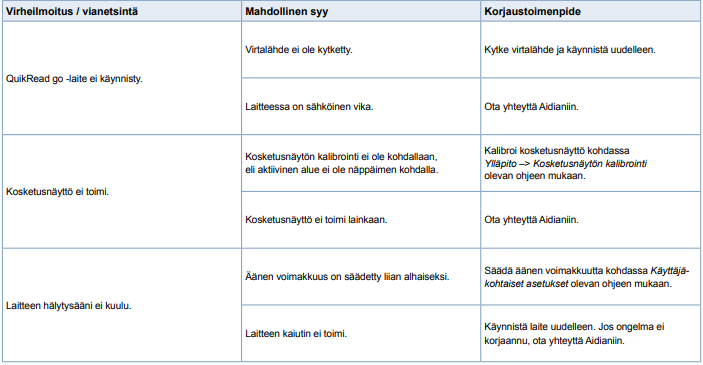 Virheilmoitus / vianetsintä
Mahdollinen syy
Korjaustoimenpide
QuikRead go -laite ei käynnisty.
Virtalähde ei ole kytketty.
Kytke virtalähde ja käynnistä uudelleen.
Laitteessa on sähköinen vika.
Ota yhteyttä Aidianiin.
Kosketusnäyttö ei toimi.
Kosketusnäytön kalibrointi ei ole kohdallaan,
eli aktiivinen alue ei ole näppäimen kohdalla.
Kalibroi kosketusnäyttö kohdassa
Ylläpito –> Kosketusnäytön kalibrointi
olevan ohjeen mukaan.
Kosketusnäyttö ei toimi lainkaan.
Ota yhteyttä Aidianiin.
Laitteen hälytysääni ei kuulu.
Äänen voimakkuus on säädetty liian alhaiseksi.
Säädä äänen voimakkuutta kohdassa Käyttäjä-
kohtaiset asetukset olevan ohjeen mukaan.
Laitteen kaiutin ei toimi.
Käynnistä laite uudelleen. Jos ongelma ei
korjaannu, ota yhteyttä Aidianiin.